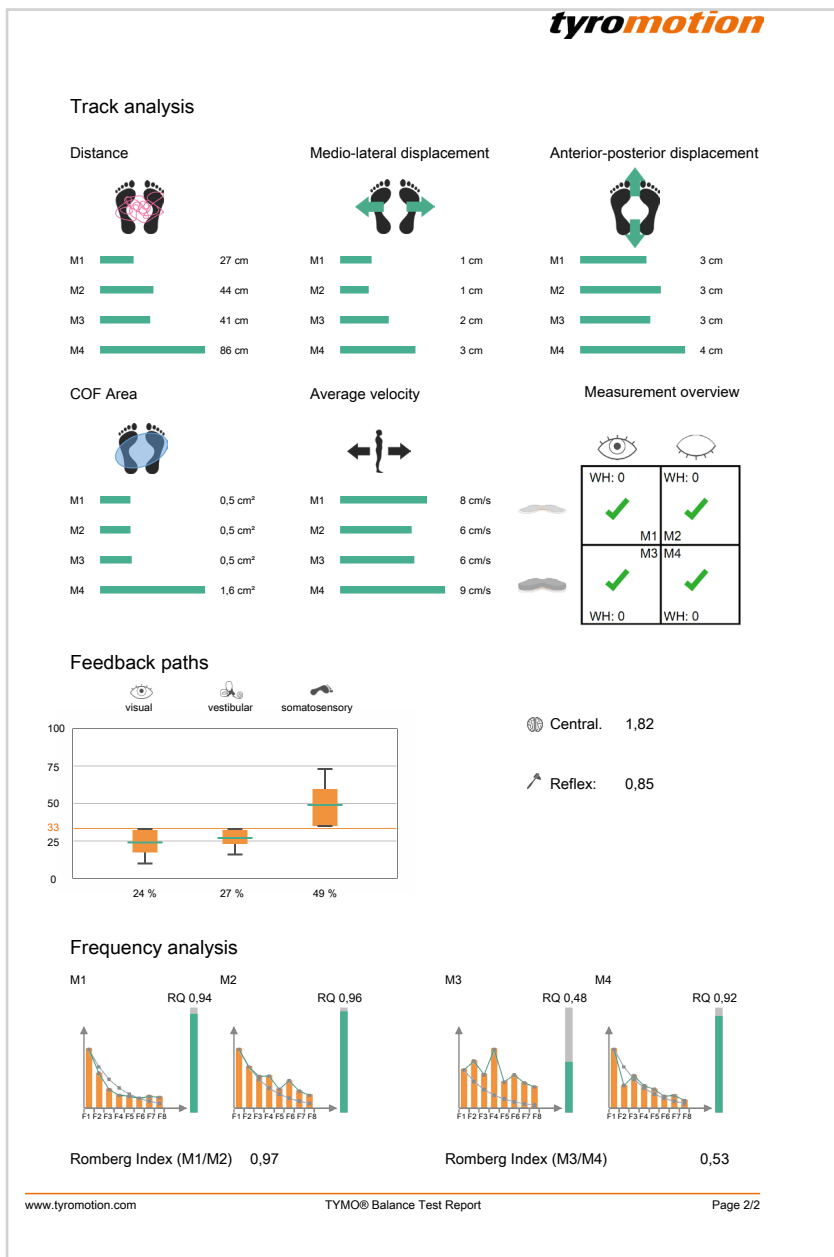 tyromotion
Track analysis
Distance
M1 27 cm
M2 44 cm
M3 41 cm
M4 86 cm
Medio-lateral displacement
M1 1 cm
M2 1 cm
M3 2 cm
M4 3 cm
Anterior-posterior displacement
M1 3 cm
M2 3 cm
M3 3 cm
M4 4 cm
COF Area
M1 0,5 cm²
M2 0,5 cm²
M3 0,5 cm²
M4 1,6 cm²
Average velocity
M1 8 cm/s
M2 6 cm/s
M3 6 cm/s
M4 9 cm/s
Measurement overview
WH: 0 WH: 0
M1 M2
M3 M4
WH: 0 WH: 0
Feedback paths
visual vestibular somatosensory
100
75
50
33
25
0
24 % 27 % 49 %
Central. 1,82
Reflex: 0,85
Frequency analysis
M1
RQ 0,94
F1 F2 F3 F4 F5 F6 F7 F8
M2
RQ 0,96
F1 F2 F3 F4 F5 F6 F7 F8
M3
RQ 0,48
F1 F2 F3 F4 F5 F6 F7 F8
M4
RQ 0,92
F1 F2 F3 F4 F5 F6 F7 F8
Romberg Index (M1/M2) 0,97
Romberg Index (M3/M4) 0,53
www.tyromotion.com TYMO® Balance Test Report Page 2/2